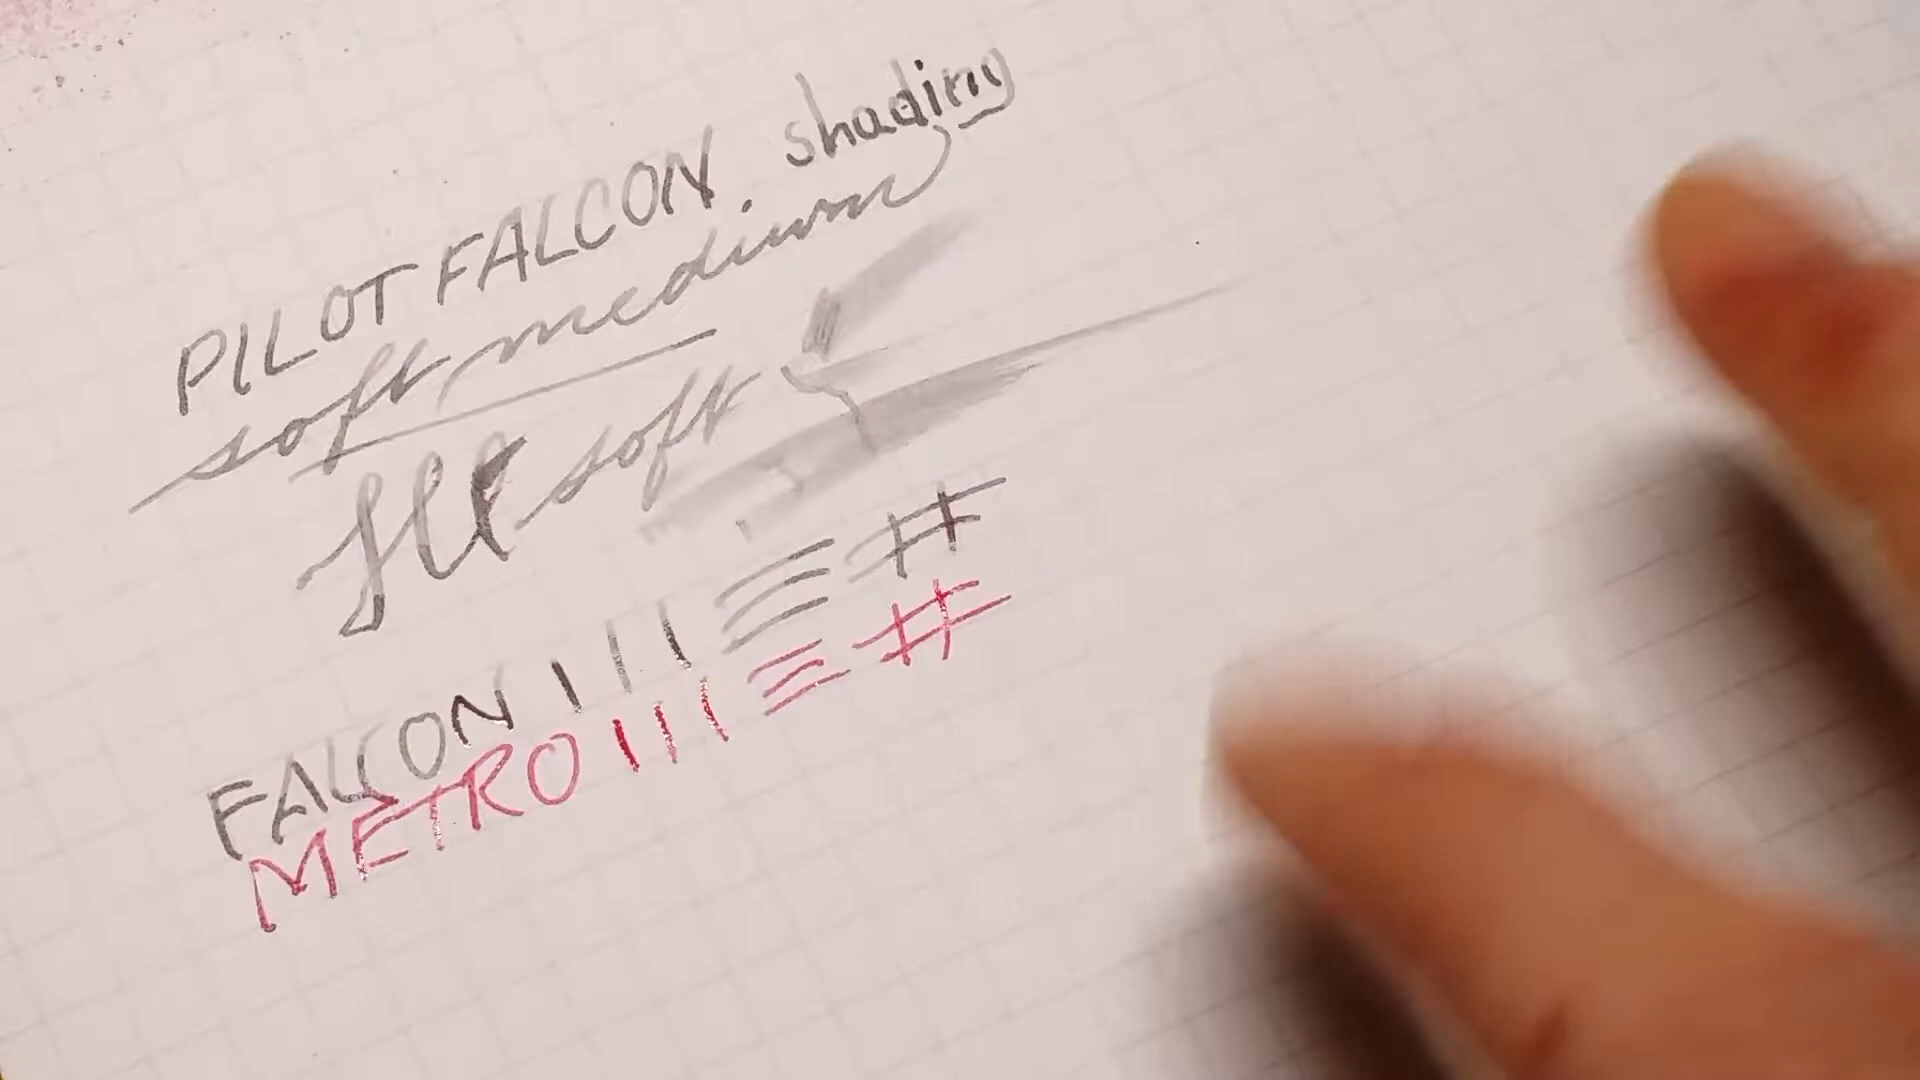 PILOT FALCON. shading
soft medium
soft
FALCON
METRO